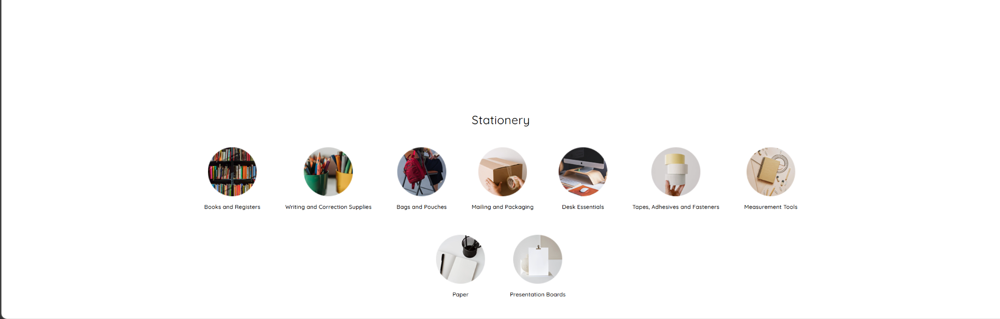 Stationery
Books and Registers
Writing and Correction Supplies
Bags and Pouches
Mailing and Packaging
Desk Essentials
Tapes, Adhesives and Fasteners
Measurement Tools
Paper
Presentation Boards